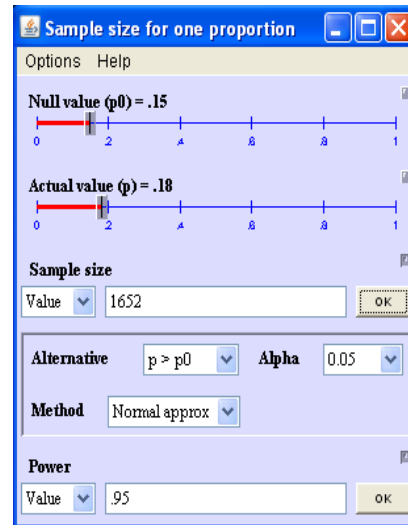 Sample size for one proportion
Options Help
Null value (p0) = .15
0 .2 .4 .6 .8 1
Actual value (p) = .18
0 .2 .4 .6 .8 1
Sample size
Value 1652 OK
Alternative p > p0 Alpha 0.05
Method Normal approx
Power
Value .95 OK